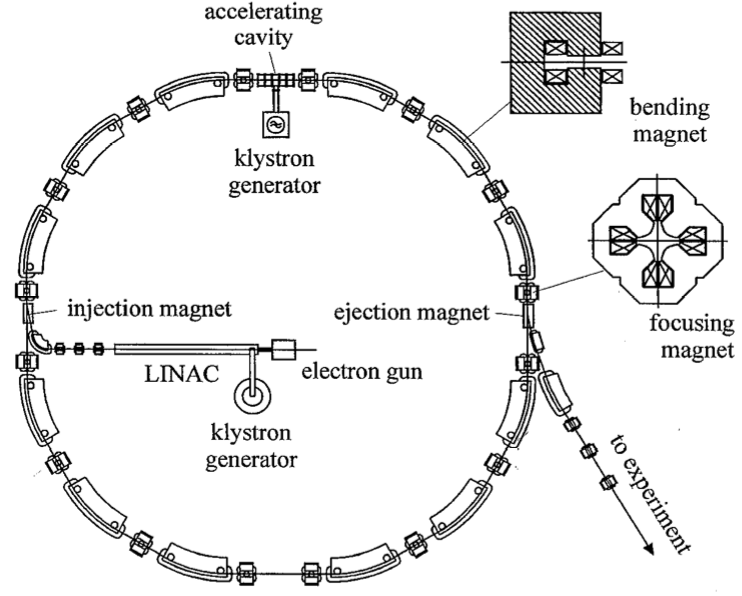 accelerating
cavity
klystron
generator
bending
magnet
injection magnet
ejection magnet
focusing
magnet
LINAC
electron gun
klystron
generator
to experiment